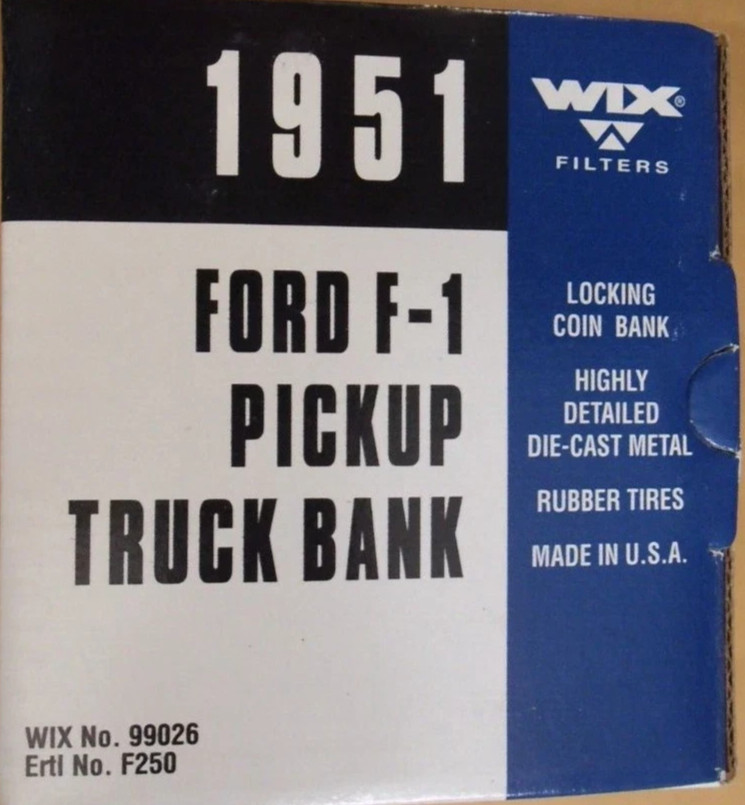 1951
FORD F-1
PICKUP
TRUCK BANK
WIX No. 99026
Ertl No. F250
WIX®
FILTERS
LOCKING
COIN BANK
HIGHLY
DETAILED
DIE-CAST METAL
RUBBER TIRES
MADE IN U.S.A.